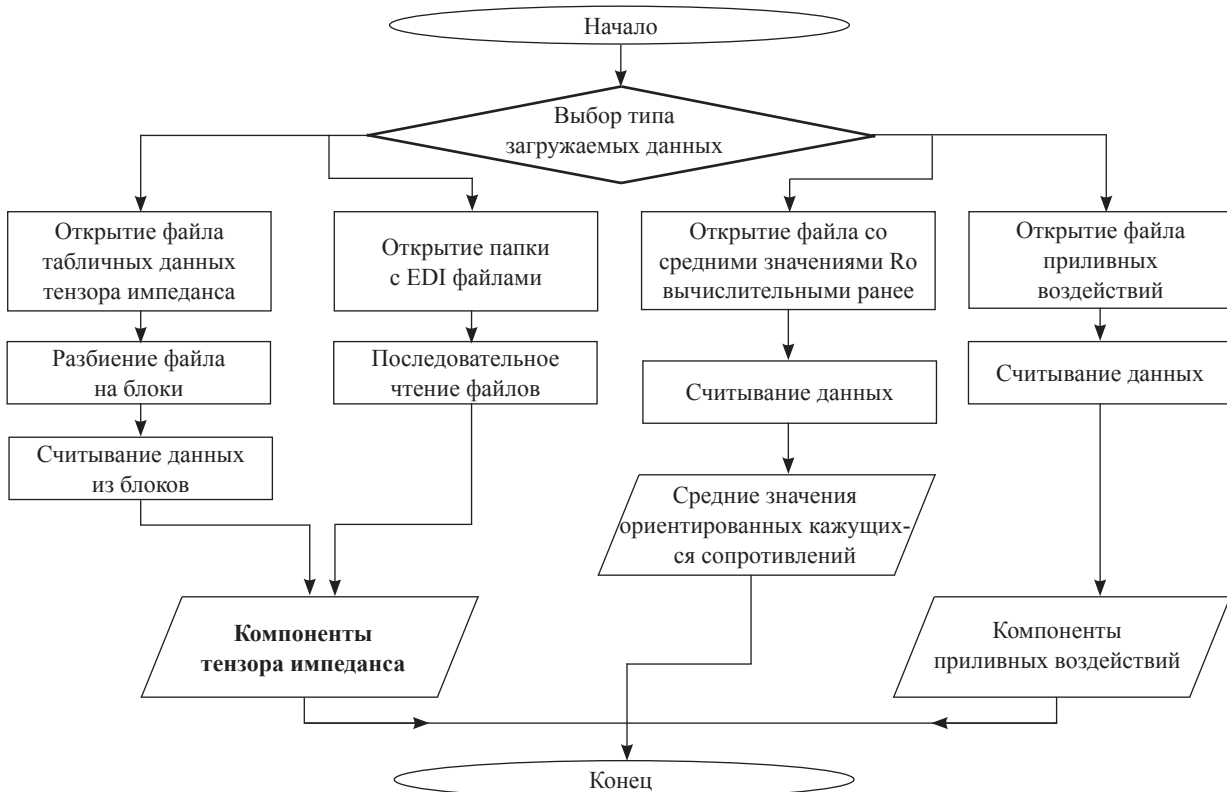 Начало
Выбор типа
загружаемых данных
Открытие файла
табличных данных
тензора импеданса
Открытие папки
с EDI файлами
Открытие файла со
средними значениями Ro
вычислительными ранее
Открытие файла
приливных
воздействий
Разбиение файла
на блоки
Последовательное
чтение файлов
Считывание данных
Считывание данных
Считывание данных
из блоков
Средние значения
ориентированных кажущих-
ся сопротивлений
Компоненты
тензора импеданса
Компоненты
приливных воздействий
Конец